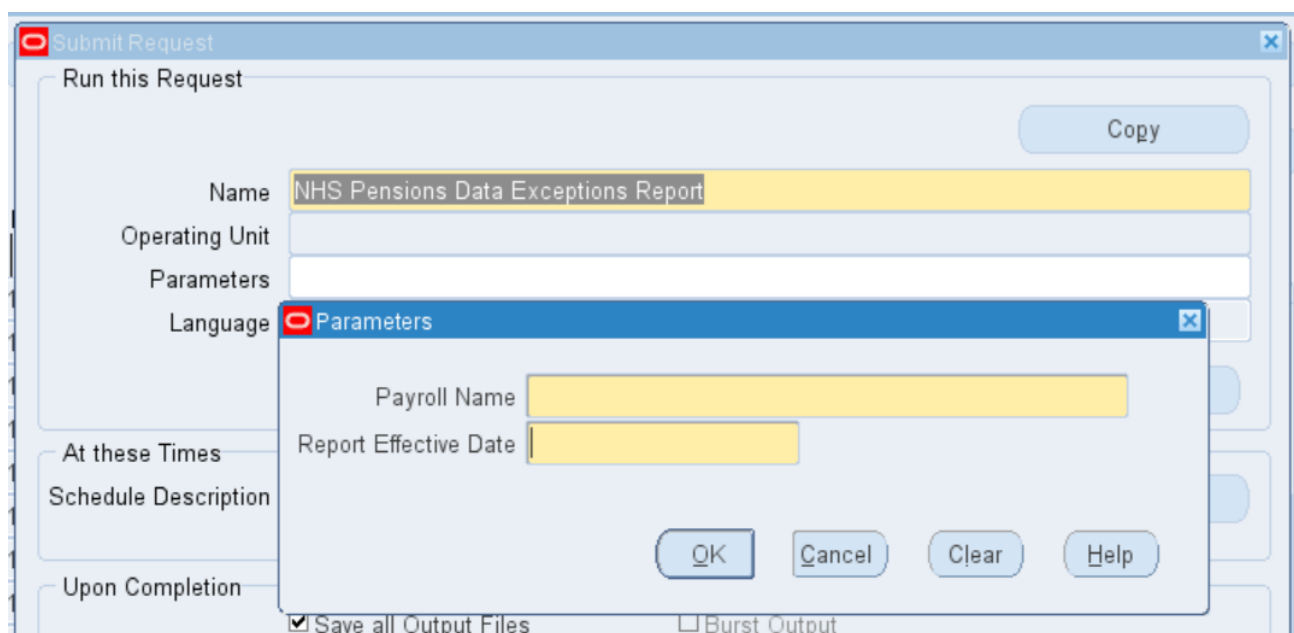 Submit Request
Run this Request
Copy
Name NHS Pensions Data Exceptions Report
Operating Unit
Parameters
Language
Parameters
Payroll Name
Report Effective Date
At these Times
Schedule Description
OK Cancel Clear Help
Upon Completion
Save all Output Files Burst Output